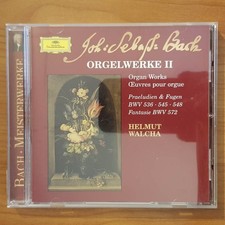 Joh: Sebast: Bach
ORGELWERKE II
Organ Works
Œuvres pour orgue
Praeludien & Fugen
BWV 536 · 545 · 548
Fantasie BWV 572
HELMUT
WALCHA
BACH · MEISTERWERKE